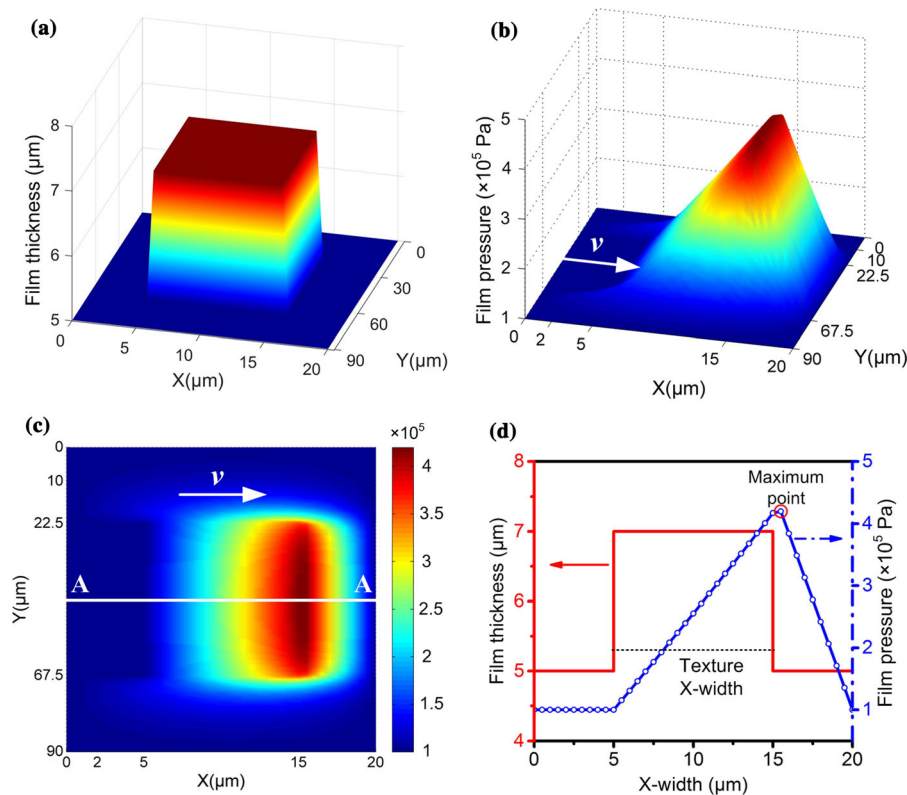 (a)
Film thickness (μm)
8
7
6
5
0
5
10
15
20
X(μm)
0
30
60
90
Y(μm)
(b)
Film pressure (×10⁵ Pa)
5
4
3
2
1
v
0
2
5
15
20
X(μm)
0
10
22.5
67.5
90
Y(μm)
(c)
Y(μm)
0
10
22.5
67.5
90
v
A
A
0
2
5
15
20
X(μm)
×10⁵
4
3.5
3
2.5
2
1.5
1
(d)
Film thickness (μm)
8
7
6
5
4
Maximum
point
Texture
X-width
0
5
10
15
20
X-width (μm)
5
4
3
2
1
Film pressure (×10⁵ Pa)